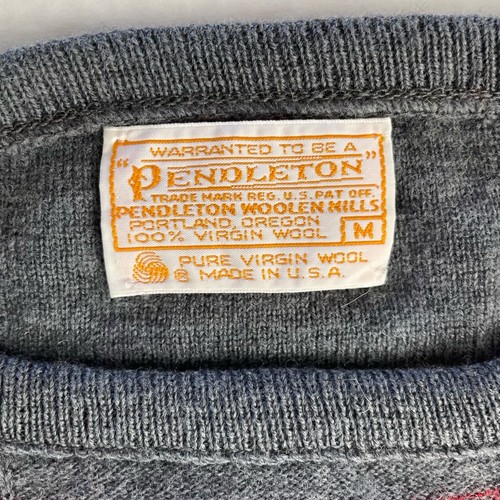 WARRANTED TO BE A
"PENDLETON"
TRADE MARK REG. U.S. PAT. OFF.
PENDLETON WOOLEN MILLS
PORTLAND, OREGON
100% VIRGIN WOOL M
PURE VIRGIN WOOL
® MADE IN U.S.A.